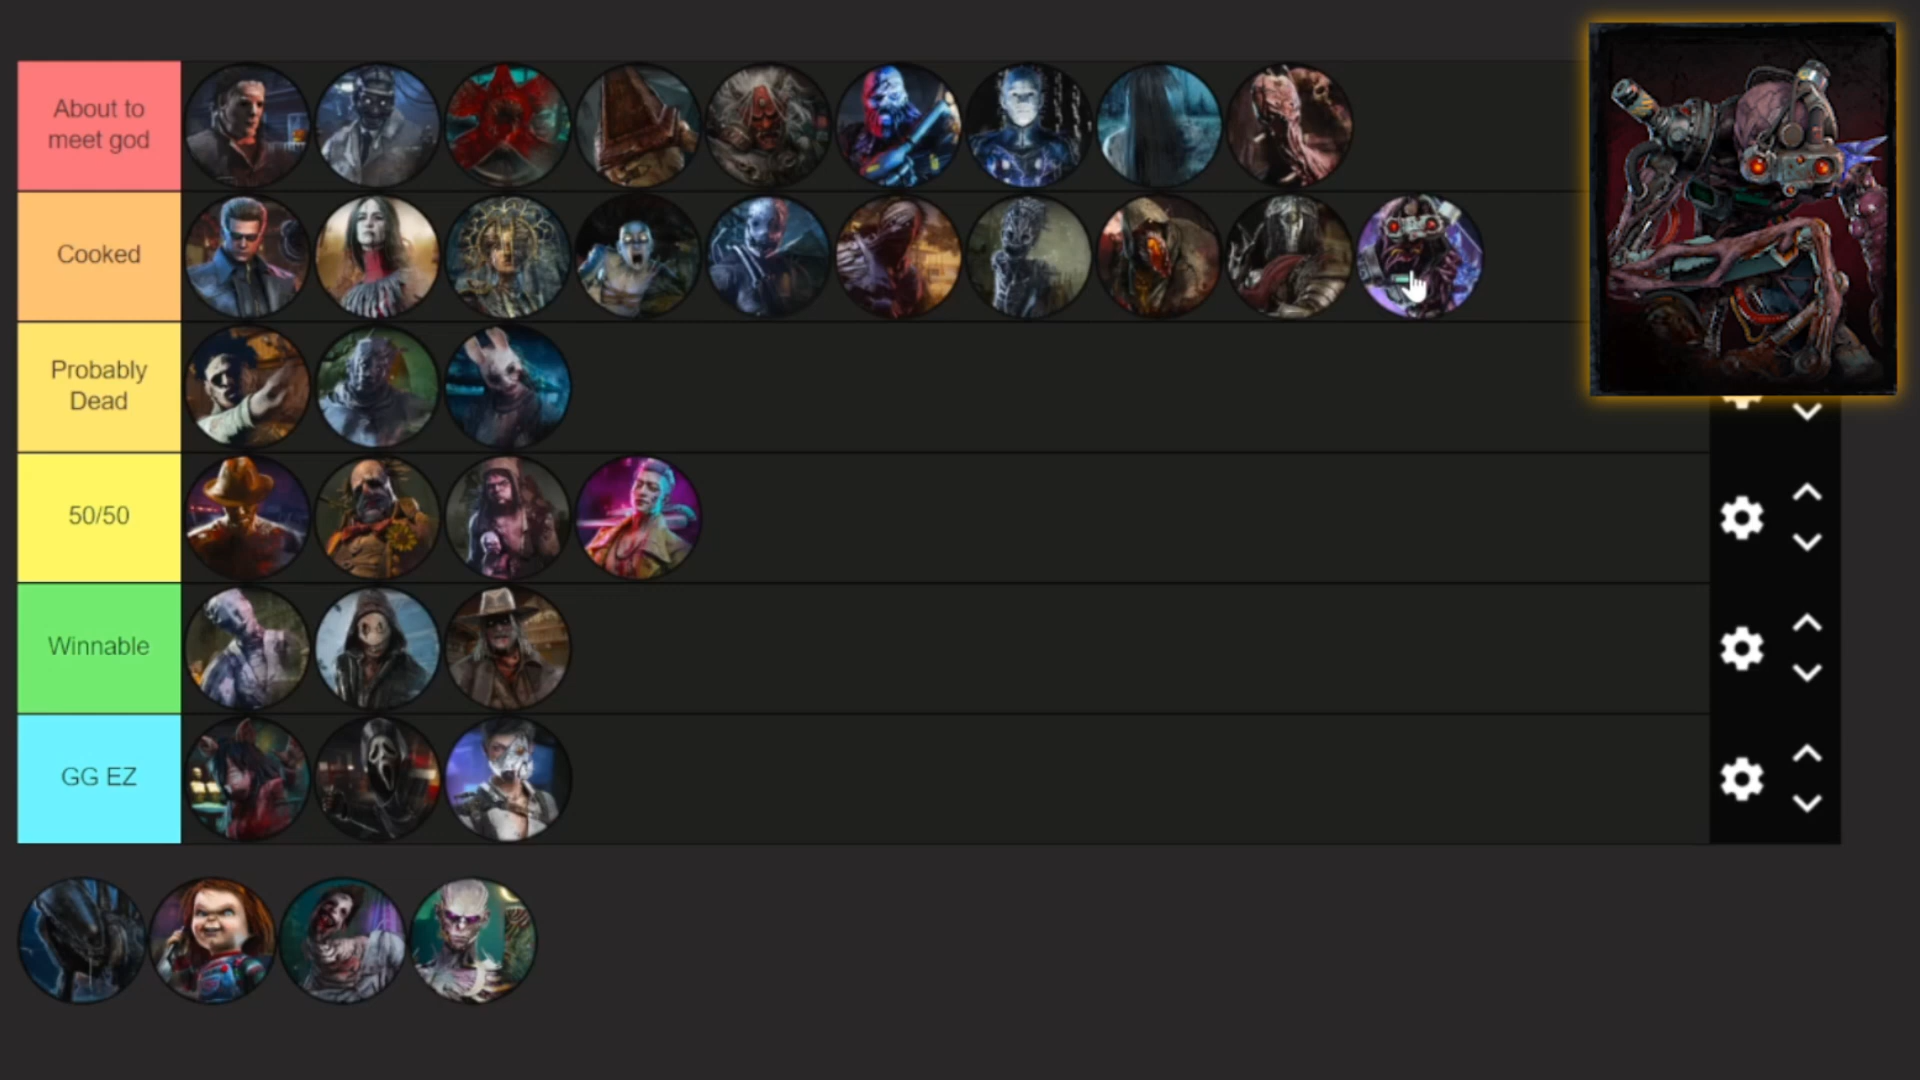 About to
meet god
Cooked
Probably
Dead
50/50
Winnable
GG EZ